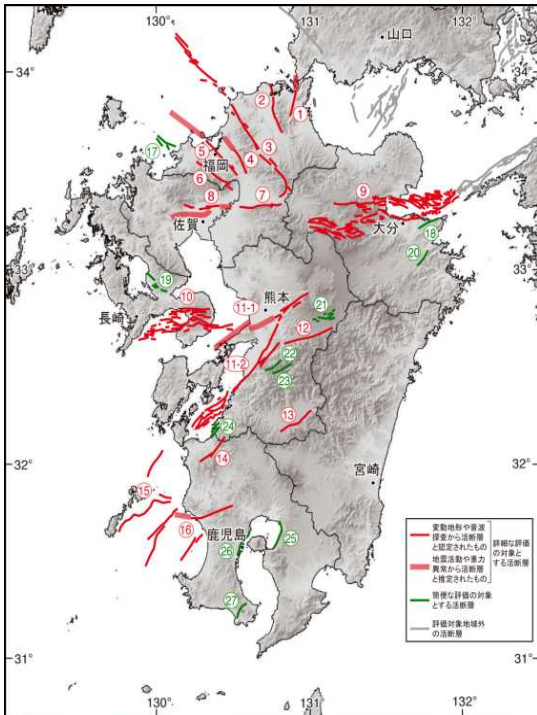 130°
131°
132°
山口
34°
34
②
①
③
⑰
⑤
福岡
④
⑥
⑦
⑧
⑨
佐賀
大分
⑱
33°
33°
⑳
⑲
⑩
11-1
熊本
㉑
長崎
⑫
11-2
㉒
㉓
⑬
㉔
⑭
32°
32°
宮崎
⑮
⑯
鹿児島
㉕
㉖
㉗
変動地形や音波
探査から活断層
と認定されたもの
地震活動や重力
異常から活断層
と推定されたもの
詳細な評価
の対象と
する活断層
簡便な評価の対象
とする活断層
評価対象地域外
の活断層
31°
31°
130°
131°
132°